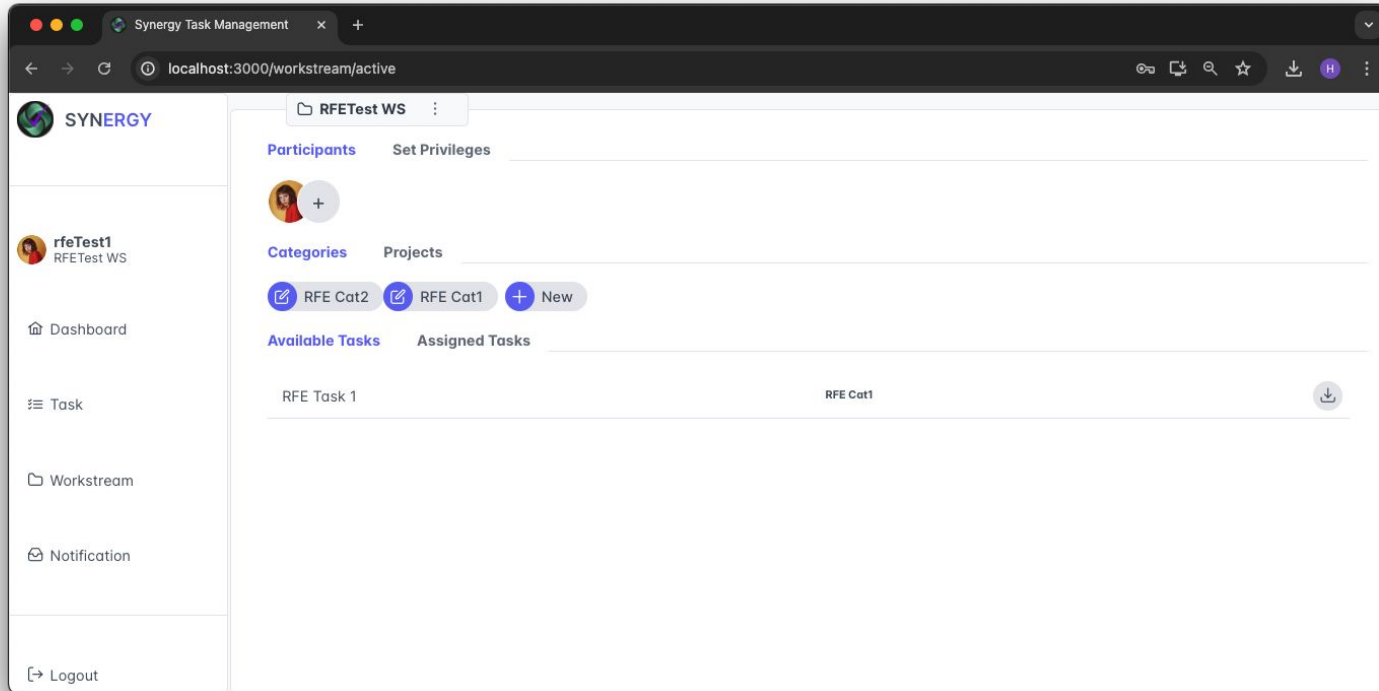 Synergy Task Management
localhost:3000/workstream/active
H
SYNERGY
RFETest WS
Participants Set Privileges
+
rfeTest1
RFETest WS
Categories Projects
RFE Cat2 RFE Cat1 New
Dashboard
Available Tasks Assigned Tasks
RFE Task 1 RFE Cat1
Task
Workstream
Notification
Logout